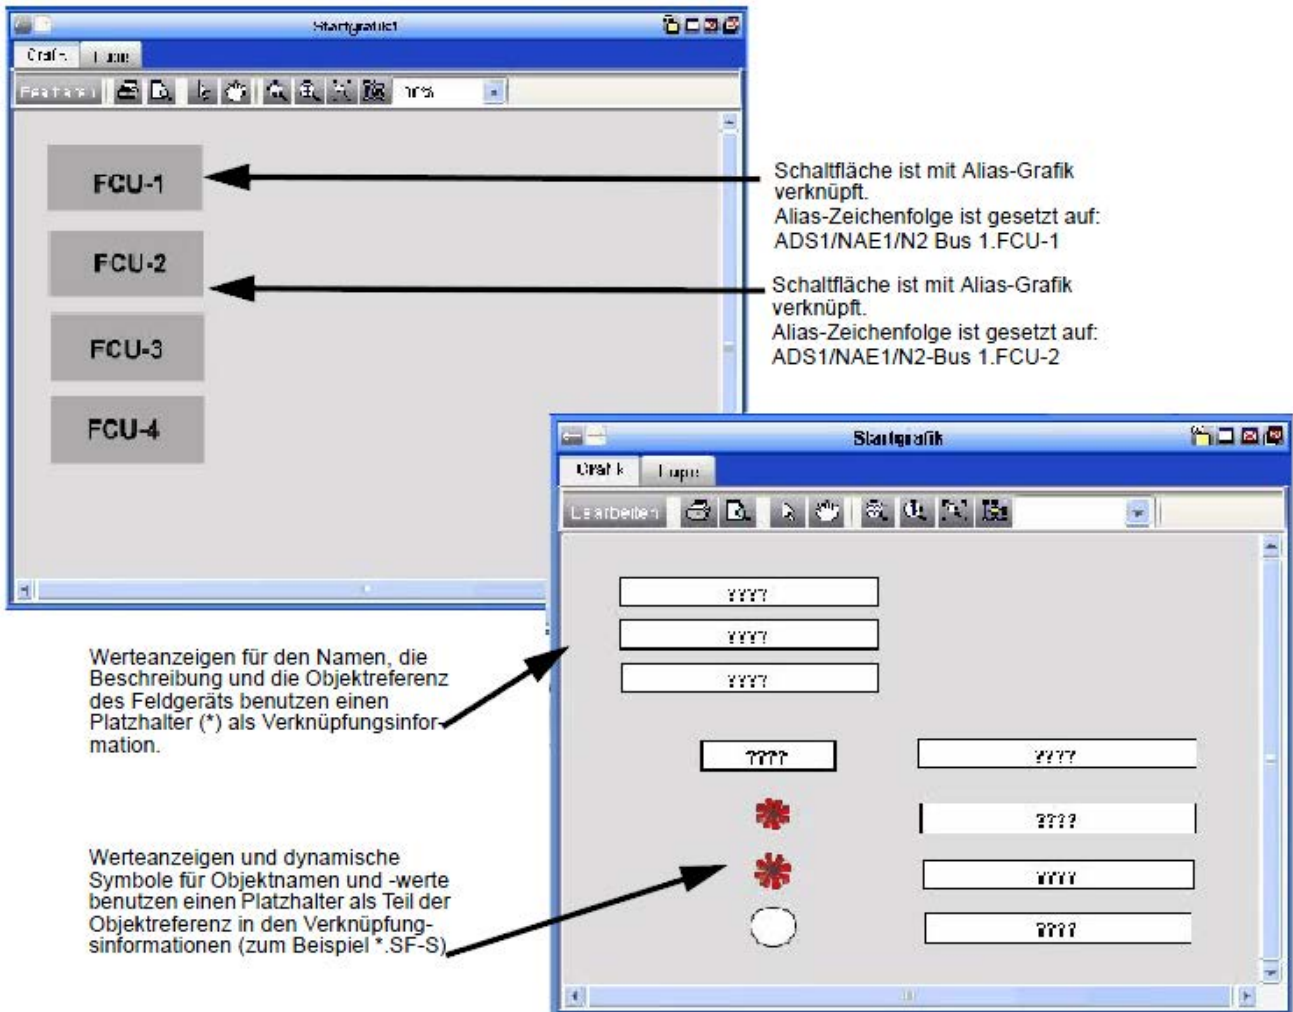 Startgrafik
FCU-1
FCU-2
FCU-3
FCU-4
Schaltfläche ist mit Alias-Grafik
verknüpft.
Alias-Zeichenfolge ist gesetzt auf:
ADS1/NAE1/N2 Bus 1.FCU-1
Schaltfläche ist mit Alias-Grafik
verknüpft.
Alias-Zeichenfolge ist gesetzt auf:
ADS1/NAE1/N2-Bus 1.FCU-2
Startgrafik
Grafik
Bearbeiten
????
????
????
????
????
????
????
????
Werteanzeigen für den Namen, die
Beschreibung und die Objektreferenz
des Feldgeräts benutzen einen
Platzhalter (*) als Verknüpfungsinfor-
mation.
Werteanzeigen und dynamische
Symbole für Objektnamen und -werte
benutzen einen Platzhalter als Teil der
Objektreferenz in den Verknüpfung-
sinformationen (zum Beispiel *.SF-S)